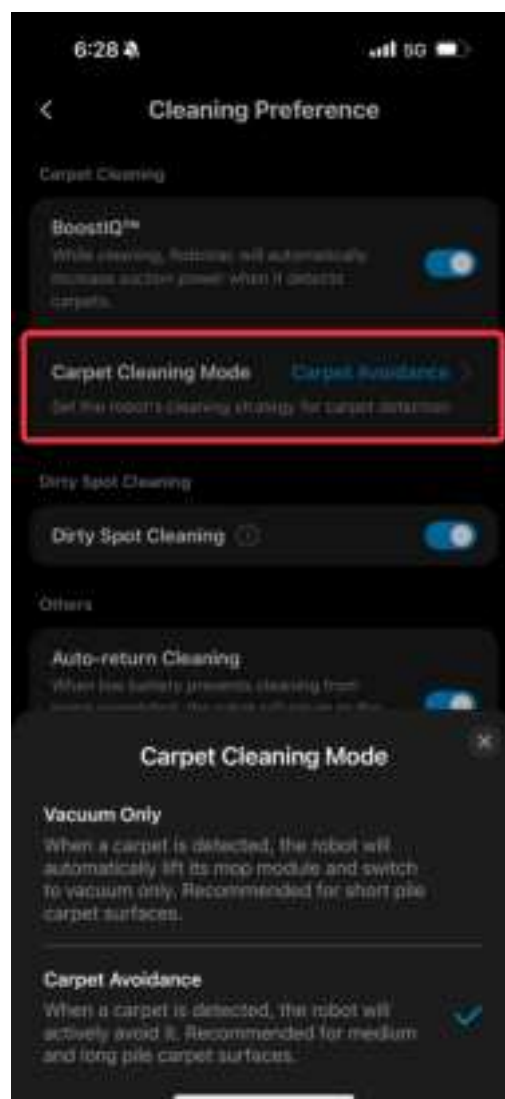 6:28
5G
Cleaning Preference
Carpet Cleaning
BoostIQ™
While cleaning, RoboVac will automatically
increase suction power when it detects
carpets.
Carpet Cleaning Mode Carpet Avoidance
Set the robot's cleaning strategy for carpet detection
Dirty Spot Cleaning
Dirty Spot Cleaning
Others
Auto-return Cleaning
When low battery prevents cleaning from
Carpet Cleaning Mode
Vacuum Only
When a carpet is detected, the robot will
automatically lift its mop module and switch
to vacuum only. Recommended for short pile
carpet surfaces.
Carpet Avoidance
When a carpet is detected, the robot will
actively avoid it. Recommended for medium
and long pile carpet surfaces.